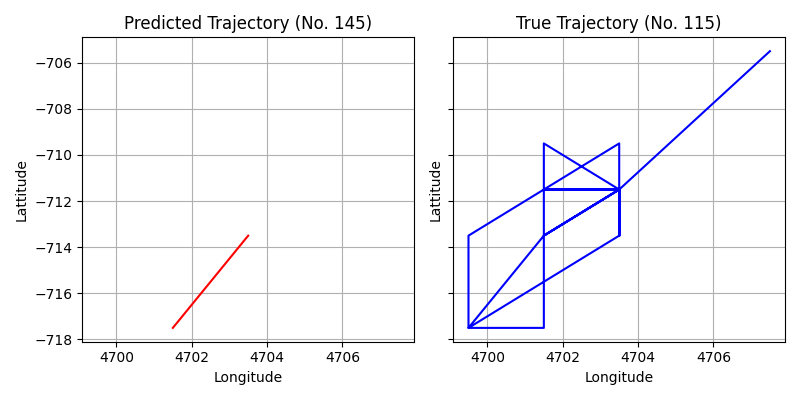 Predicted Trajectory (No. 145)
True Trajectory (No. 115)
−706
−708
−710
−712
−714
−716
−718
Lattitude
Lattitude
4700 4702 4704 4706
4700 4702 4704 4706
Longitude
Longitude